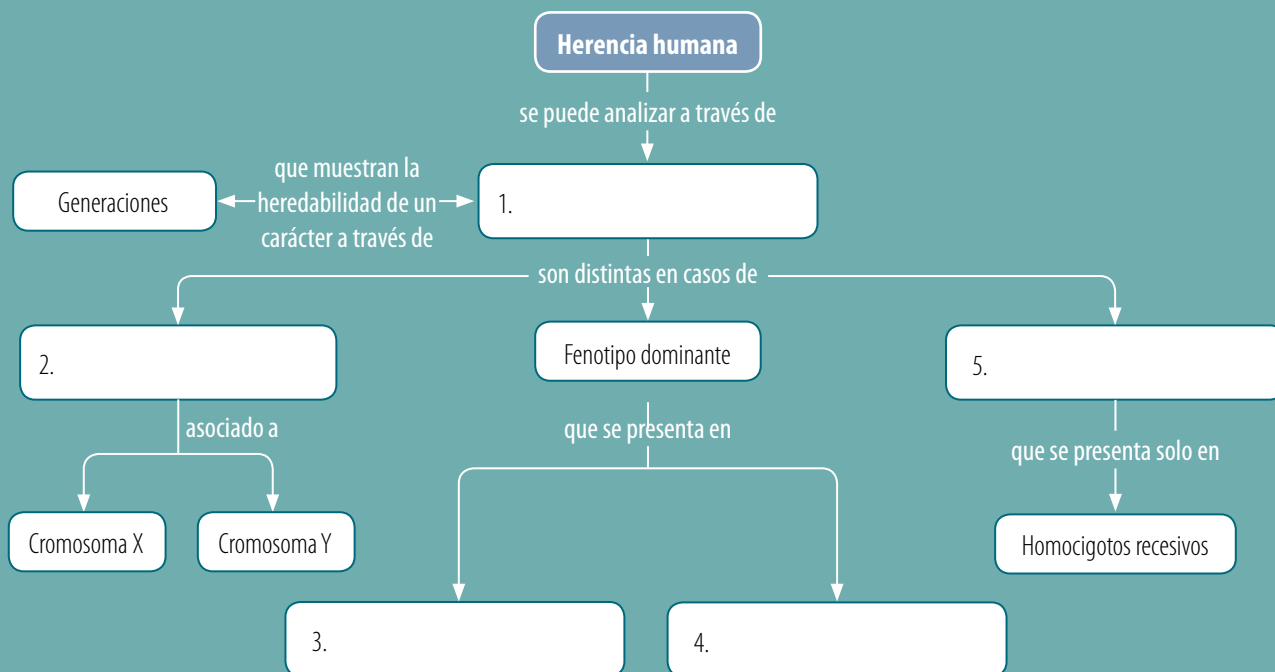 Herencia humana
se puede analizar a través de
que muestran la
heredabilidad de un
carácter a través de
Generaciones
1.
son distintas en casos de
2.
Fenotipo dominante
5.
asociado a
que se presenta en
que se presenta solo en
Cromosoma X
Cromosoma Y
Homocigotos recesivos
3.
4.